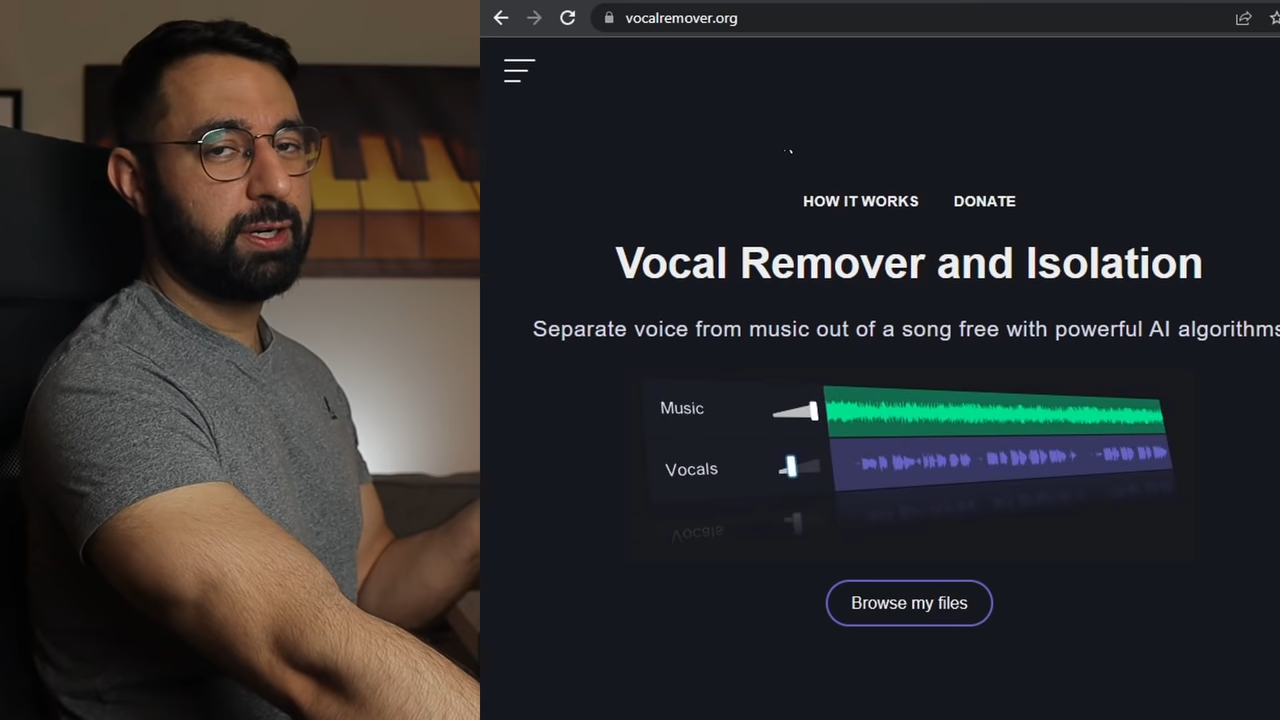 vocalremover.org
HOW IT WORKS DONATE
Vocal Remover and Isolation
Separate voice from music out of a song free with powerful AI algorithms
Music
Vocals
Vocals
Browse my files